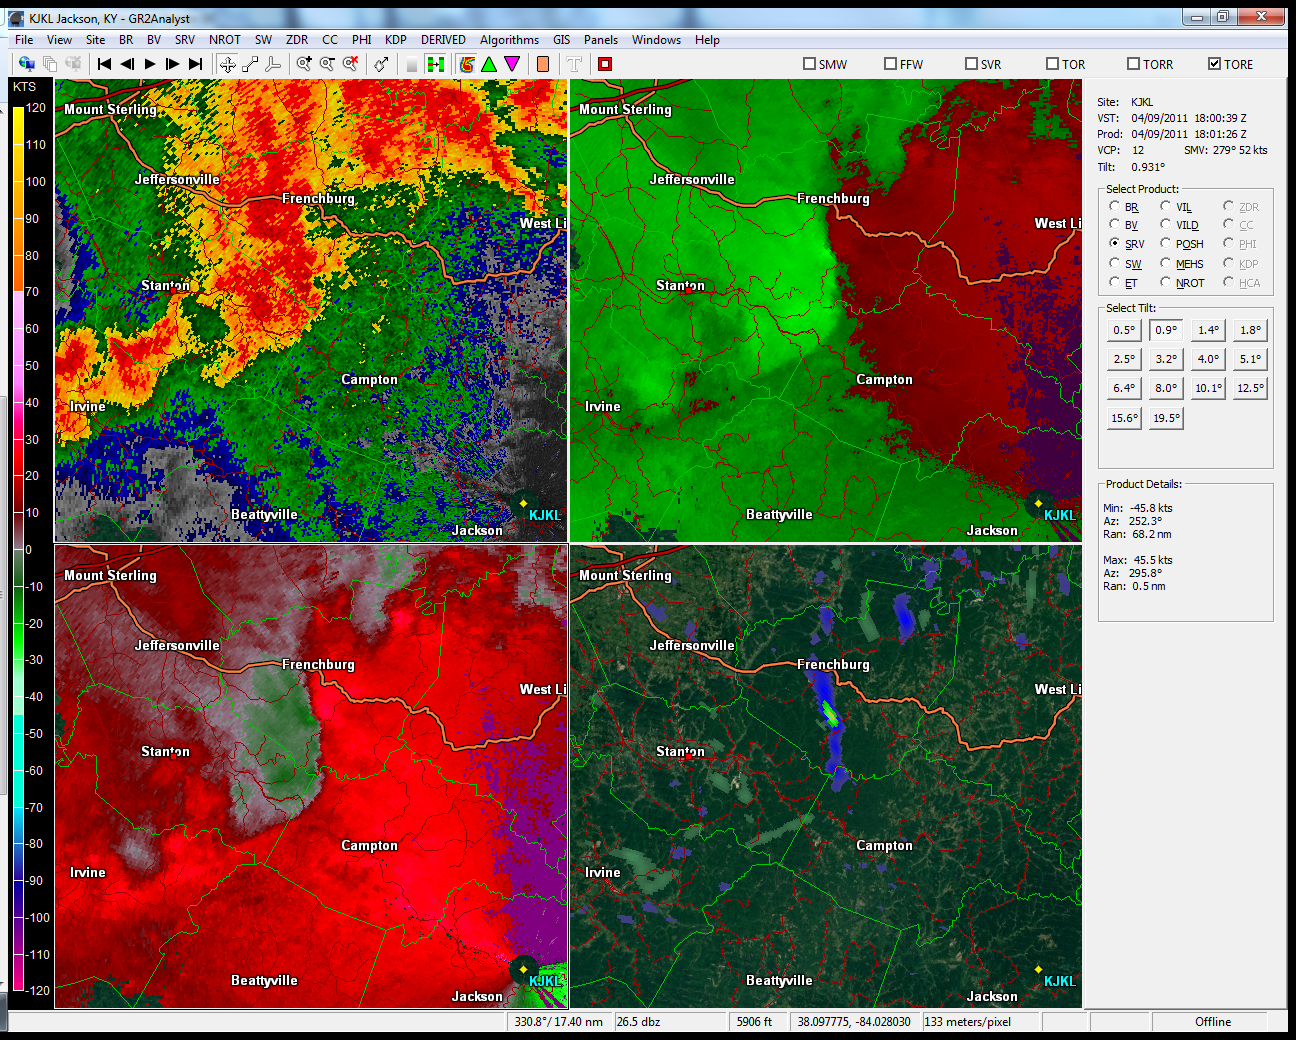 KJKL Jackson, KY - GR2Analyst
File View Site BR BV SRV NROT SW ZDR CC PHI KDP DERIVED Algorithms GIS Panels Windows Help
SMW FFW SVR TOR TORR TORE
KTS
120
110
100
90
80
70
60
50
40
30
20
10
0
-10
-20
-30
-40
-50
-60
-70
-80
-90
-100
-110
-120
Mount Sterling
Jeffersonville
Frenchburg
West Li
Stanton
Campton
Irvine
Beattyville
KJKL
Jackson
Mount Sterling
Jeffersonville
Frenchburg
West Li
Stanton
Campton
Irvine
Beattyville
KJKL
Jackson
Mount Sterling
Jeffersonville
Frenchburg
West Li
Stanton
Campton
Irvine
Beattyville
KJKL
Jackson
Mount Sterling
Jeffersonville
Frenchburg
West Li
Stanton
Campton
Irvine
Beattyville
KJKL
Jackson
Site: KJKL
VST: 04/09/2011 18:00:39 Z
Prod: 04/09/2011 18:01:26 Z
VCP: 12 SMV: 279° 52 kts
Tilt: 0.931°
Select Product:
BR VIL ZDR
BV VILD CC
SRV POSH PHI
SW MEHS KDP
ET NROT HCA
Select Tilt:
0.5° 0.9° 1.4° 1.8°
2.5° 3.2° 4.0° 5.1°
6.4° 8.0° 10.1° 12.5°
15.6° 19.5°
Product Details:
Min: -45.8 kts
Az: 252.3°
Ran: 68.2 nm
Max: 45.5 kts
Az: 295.8°
Ran: 0.5 nm
330.8°/ 17.40 nm 26.5 dbz 5906 ft 38.097775, -84.028030 133 meters/pixel Offline